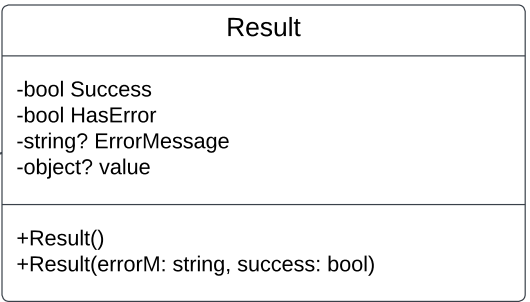 Result
-bool Success
-bool HasError
-string? ErrorMessage
-object? value
+Result()
+Result(errorM: string, success: bool)